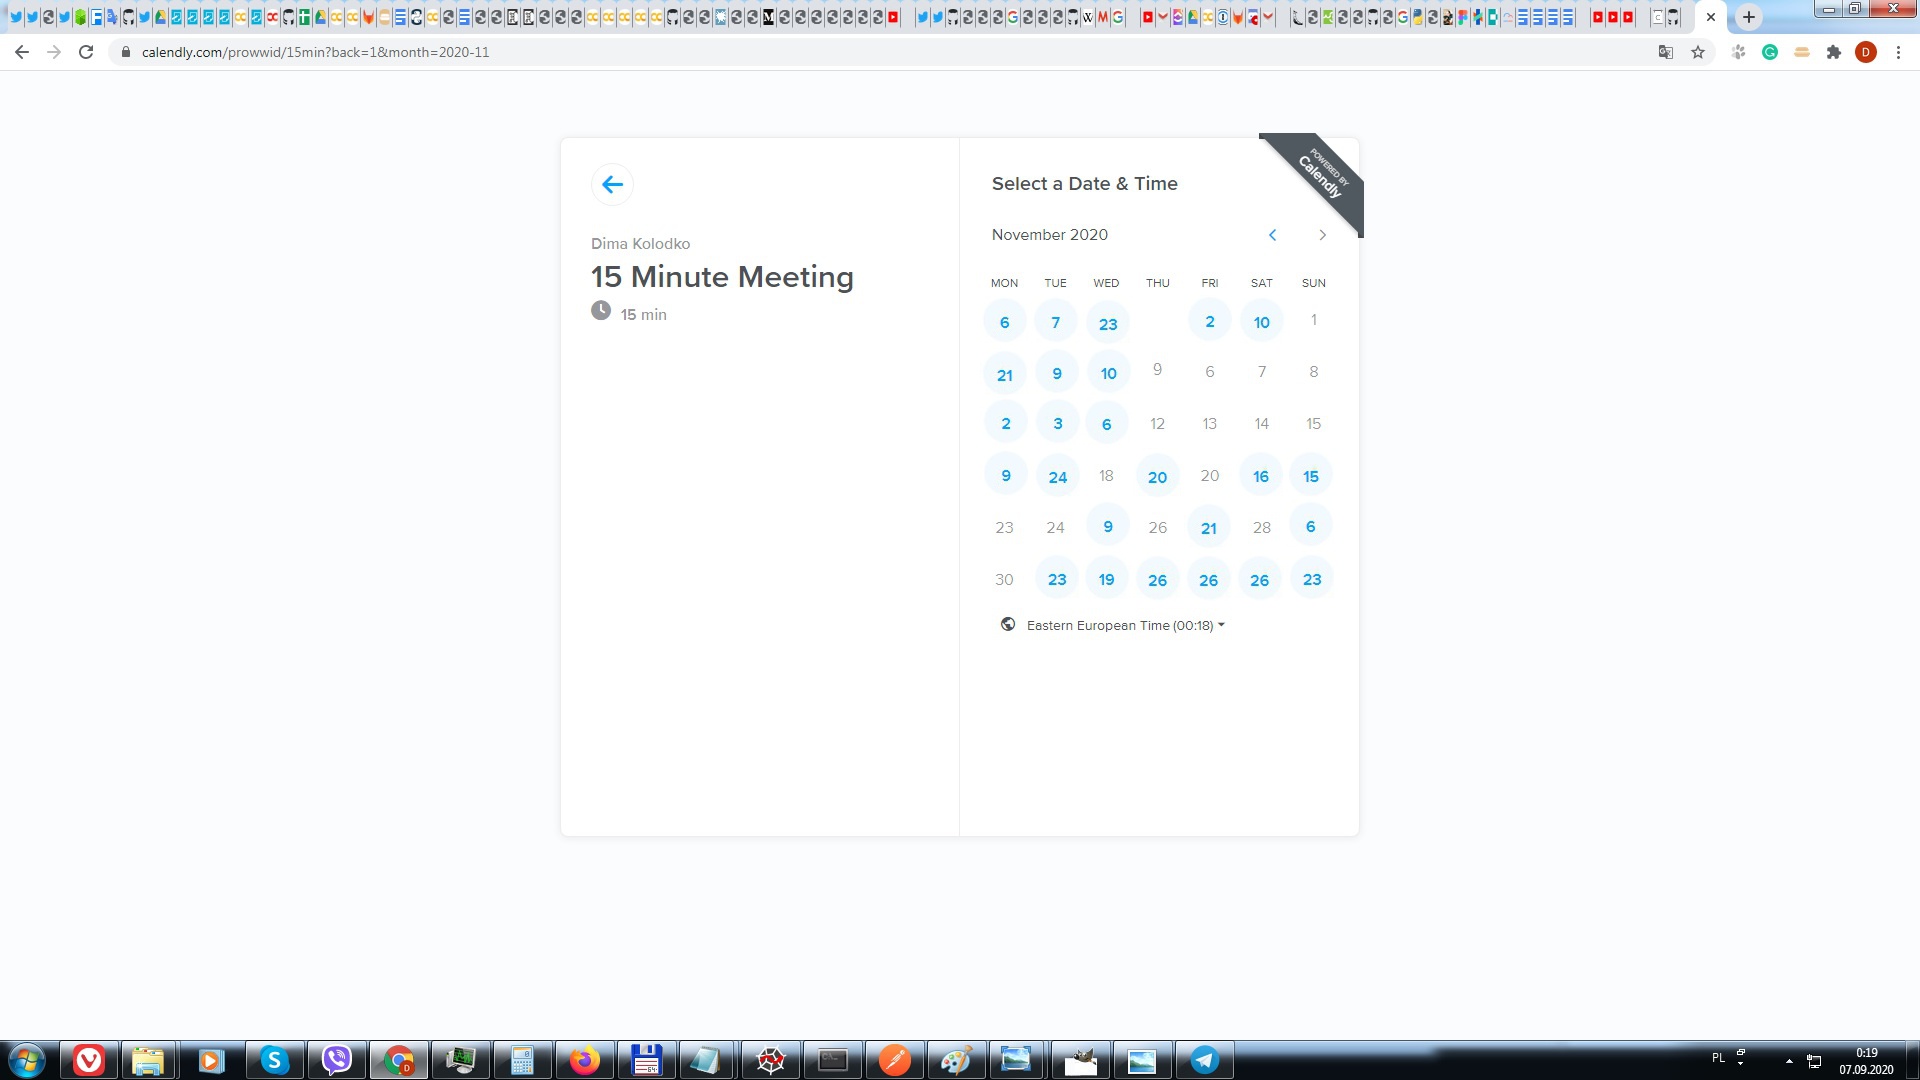 calendly.com/prowwid/15min?back=1&month=2020-11
D
POWERED BY
Calendly
Select a Date & Time
Dima Kolodko
November 2020
15 Minute Meeting
15 min
MON TUE WED THU FRI SAT SUN
6 7 23 2 10 1
21 9 10 9 6 7 8
2 3 6 12 13 14 15
9 24 18 20 20 16 15
23 24 9 26 21 28 6
30 23 19 26 26 26 23
Eastern European Time (00:18)
PL
0:19
07.09.2020